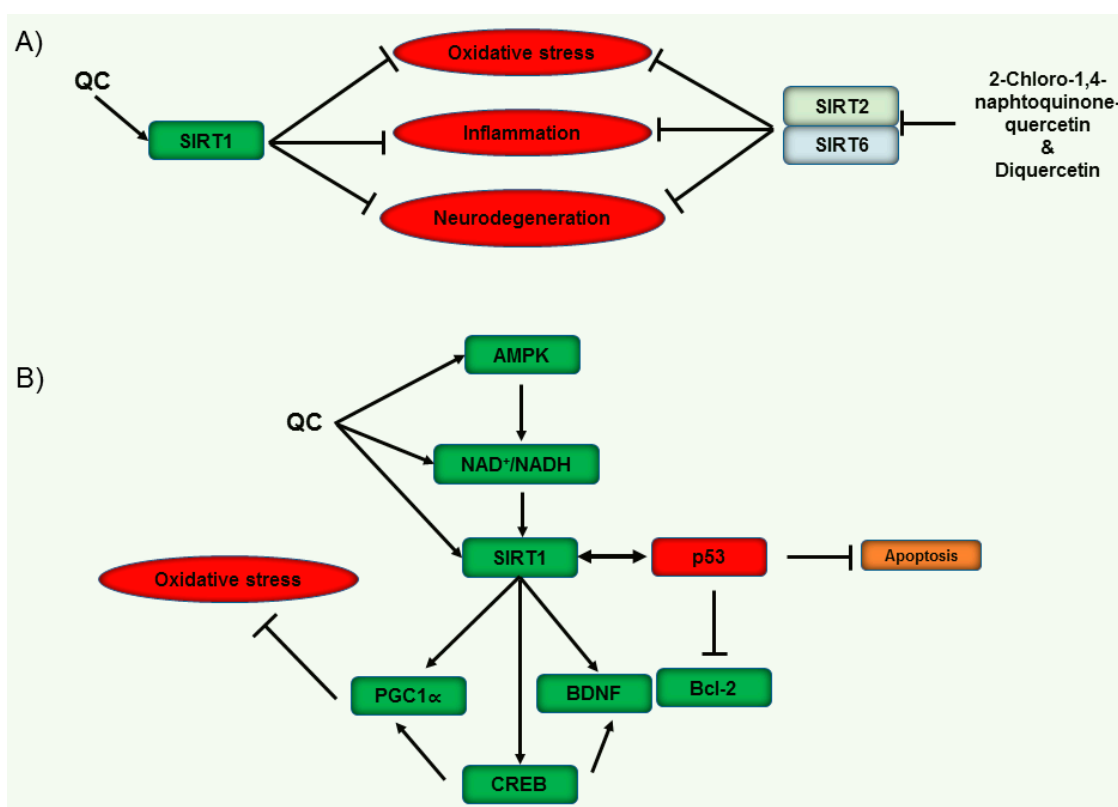 A)
QC
SIRT1
Oxidative stress
Inflammation
Neurodegeneration
SIRT2
SIRT6
2-Chloro-1,4-
naphtoquinone-
quercetin
&
Diquercetin
B)
AMPK
QC
NAD⁺/NADH
SIRT1
p53
Apoptosis
Oxidative stress
PGC1∝
BDNF
Bcl-2
CREB